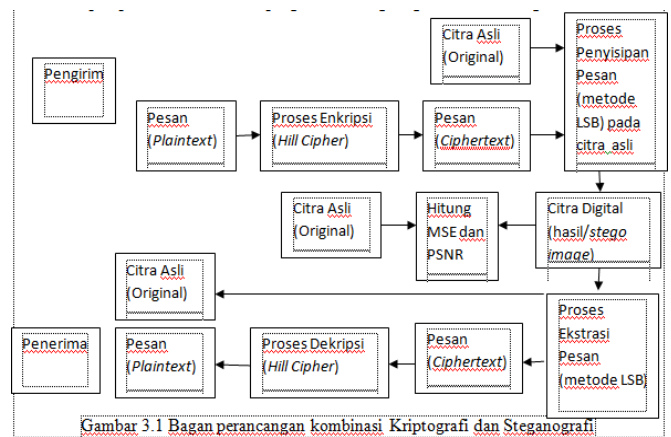 Citra Asli
(Original)
Proses
Penyisipan
Pesan
(metode
LSB) pada
citra asli
Pengirim
Pesan
(Plaintext)
Proses Enkripsi
(Hill Cipher)
Pesan
(Ciphertext)
Citra Asli
(Original)
Hitung
MSE dan
PSNR
Citra Digital
(hasil/stego
image)
Citra Asli
(Original)
Proses
Ekstrasi
Pesan
(metode LSB)
Penerima
Pesan
(Plaintext)
Proses Dekripsi
(Hill Cipher)
Pesan
(Ciphertext)
Gambar 3.1 Bagan perancangan kombinasi Kriptografi dan Steganografi